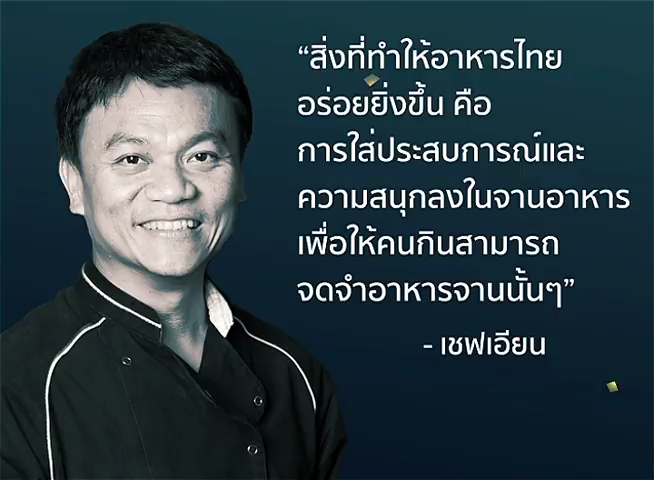 “สิ่งที่ทำให้อาหารไทย
อร่อยยิ่งขึ้น คือ
การใส่ประสบการณ์และ
ความสนุกลงในจานอาหาร
เพื่อให้คนกินสามารถ
จดจำอาหารจานนั้นๆ”
- เชฟเอียน